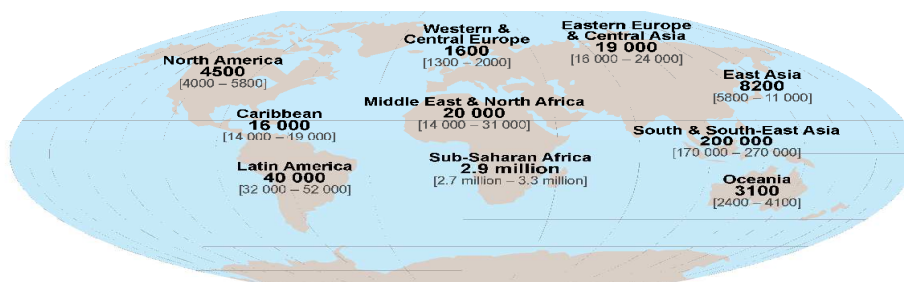 Western &
Central Europe
1600
[1300 – 2000]
Eastern Europe
& Central Asia
19 000
[16 000 – 24 000]
North America
4500
[4000 – 5800]
East Asia
8200
[5800 – 11 000]
Middle East & North Africa
20 000
[14 000 – 31 000]
Caribbean
16 000
[14 000 – 19 000]
South & South-East Asia
200 000
[170 000 – 270 000]
Sub-Saharan Africa
2.9 million
[2.7 million – 3.3 million]
Latin America
40 000
[32 000 – 52 000]
Oceania
3100
[2400 – 4100]